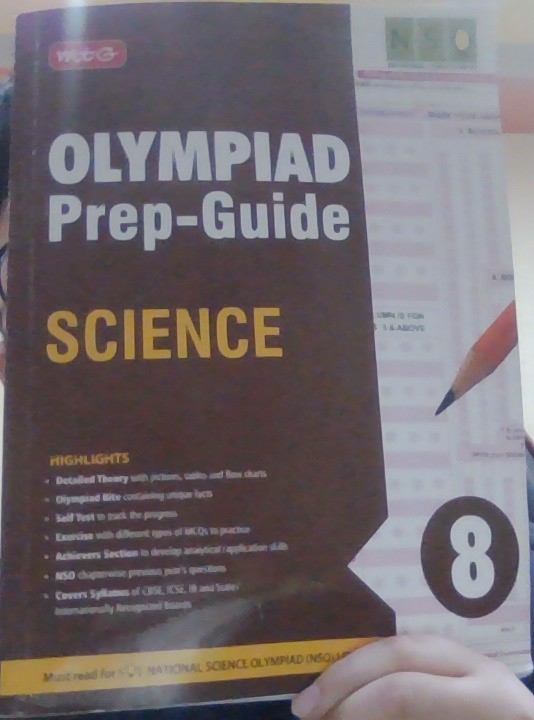 MTG
NSO
OLYMPIAD
Prep-Guide
SCIENCE
HIGHLIGHTS
• Detailed Theory with pictures, tables and flow charts
• Olympiad Bite containing unique facts
• Self Test to track the progress
• Exercise with different types of MCQs to practice
• Achievers Section to develop analytical/application skills
• NSO chapterwise previous year's questions
• Covers Syllabus of CBSE, ICSE, IB and State/
Internationally Recognized Boards
8
Must read for NATIONAL SCIENCE OLYMPIAD (NSO)
& ABOVE